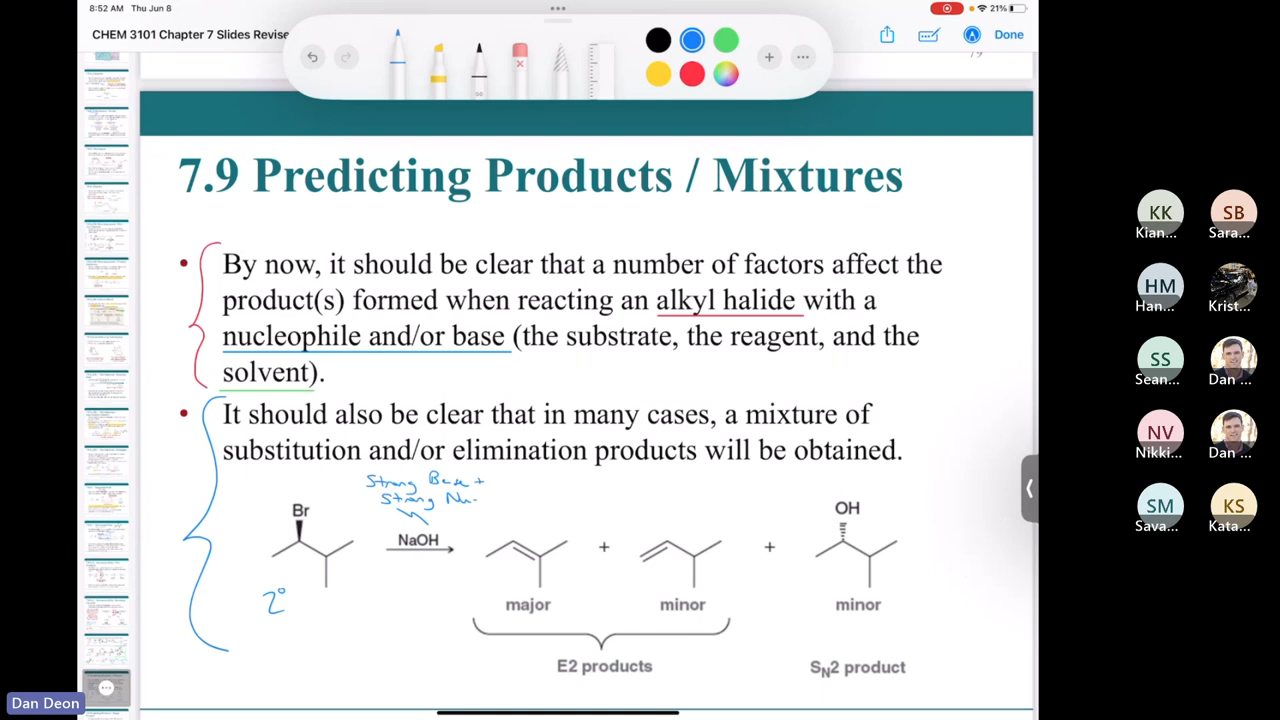 8:52 AM Thu Jun 8
21%
CHEM 3101 Chapter 7 Slides Revise
Done
7.9 Predicting Products / Mixtures
• By now, it should be clear that a number of factors affect the
product(s) formed when reacting an alkyl halide with a
nucleophile and/or base (the substrate, the reagent, and the
solvent).
• It should also be clear that in many cases, a mixture of
substitution and/or elimination products will be obtained.
Strong Base +
Strong Nu-
Br
NaOH
+
+
OH
2°
major
minor
minor
E2 products
SN2 product
KK
Kian...
SB
Sara...
HM
Han...
Krist...
SS
Sean...
Dan ...
NV
Nikki...
Dan ...
SM
Sava...
KS
Kata...
Dan Deon